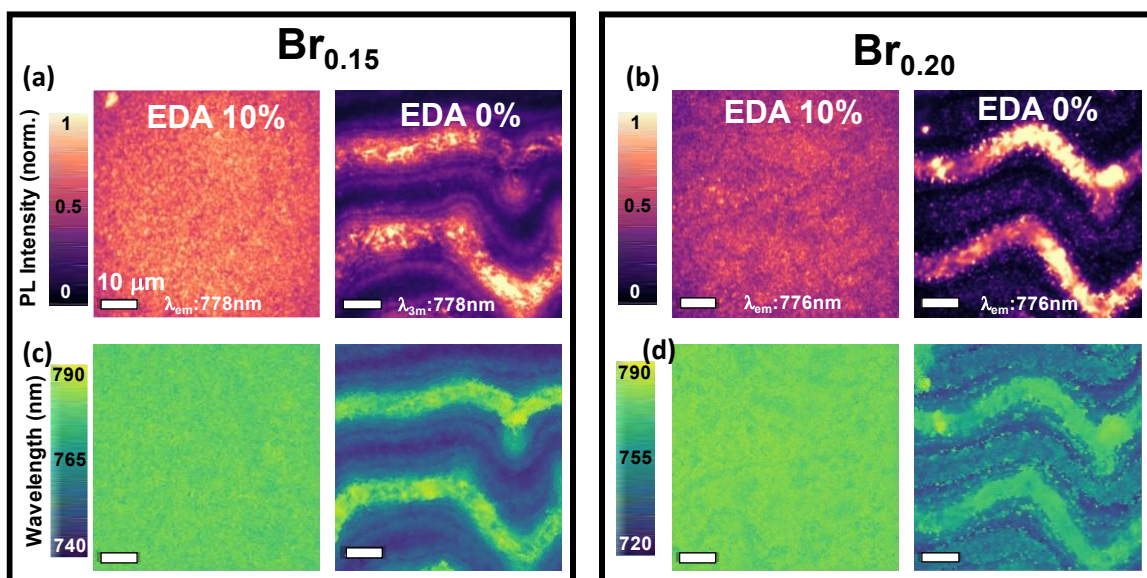 Br0.15
(a)
EDA 10%
EDA 0%
1
0.5
0
PL Intensity (norm.)
10 μm
λem:778nm
λ3m:778nm
(c)
790
765
740
Wavelength (nm)
Br0.20
(b)
EDA 10%
EDA 0%
1
0.5
0
λem:776nm
λem:776nm
(d)
790
755
720